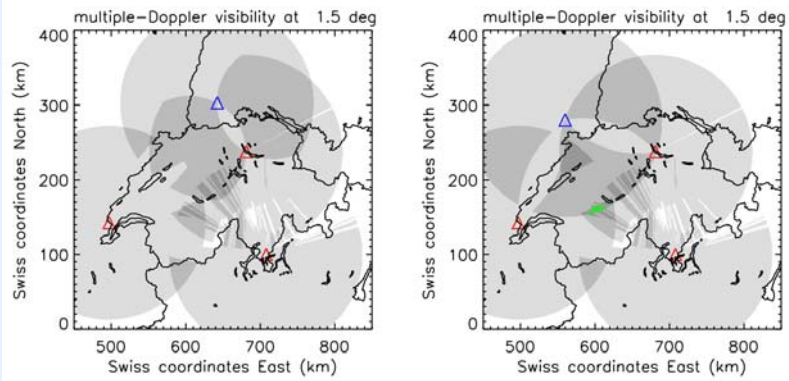 multiple-Doppler visibility at 1.5 deg
400
300
200
100
0
500 600 700 800
Swiss coordinates East (km)
Swiss coordinates North (km)
multiple-Doppler visibility at 1.5 deg
400
300
200
100
0
500 600 700 800
Swiss coordinates East (km)
Swiss coordinates North (km)